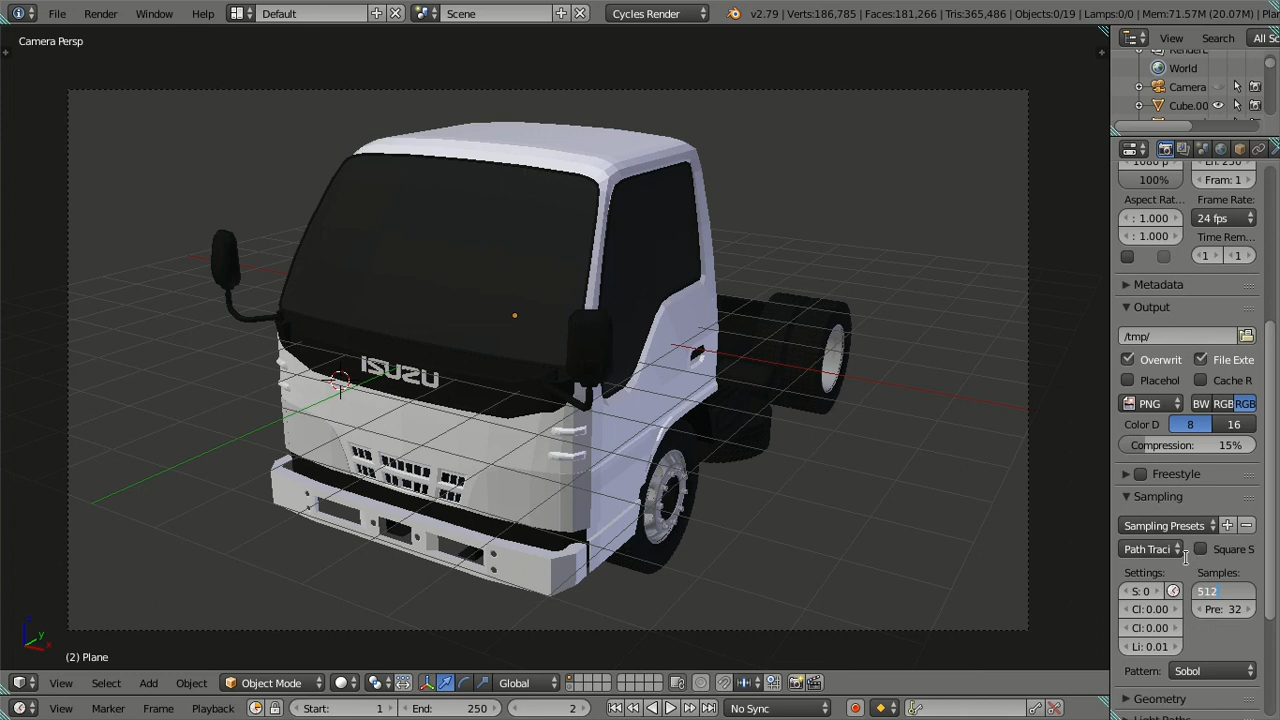 File Render Window Help Default Scene Cycles Render v2.79 | Verts:186,785 | Faces:181,266 | Tris:365,486 | Objects:0/19 | Lamps:0/0 | Mem:71.57M (20.07M) |
Camera Persp
View Search All Sc
World
Camera
Cube.00
1080 p
100% Fram: 1
Aspect Rat... Frame Rate:
: 1.000 24 fps
: 1.000 Time Rem...
1 1
Metadata
Output
/tmp/
Overwrit File Exte
Placehol Cache R
PNG BW RGB RGB
Color D 8 16
Compression: 15%
Freestyle
Sampling
Sampling Presets
Path Traci Square S
Settings: Samples:
S: 0 512
Cl: 0.00 Pre: 32
Cl: 0.00
Li: 0.01
Pattern: Sobol
Geometry
Light Paths
ISUZU
x y z
(2) Plane
View Select Add Object Object Mode Global
View Marker Frame Playback Start: 1 End: 250 2 No Sync